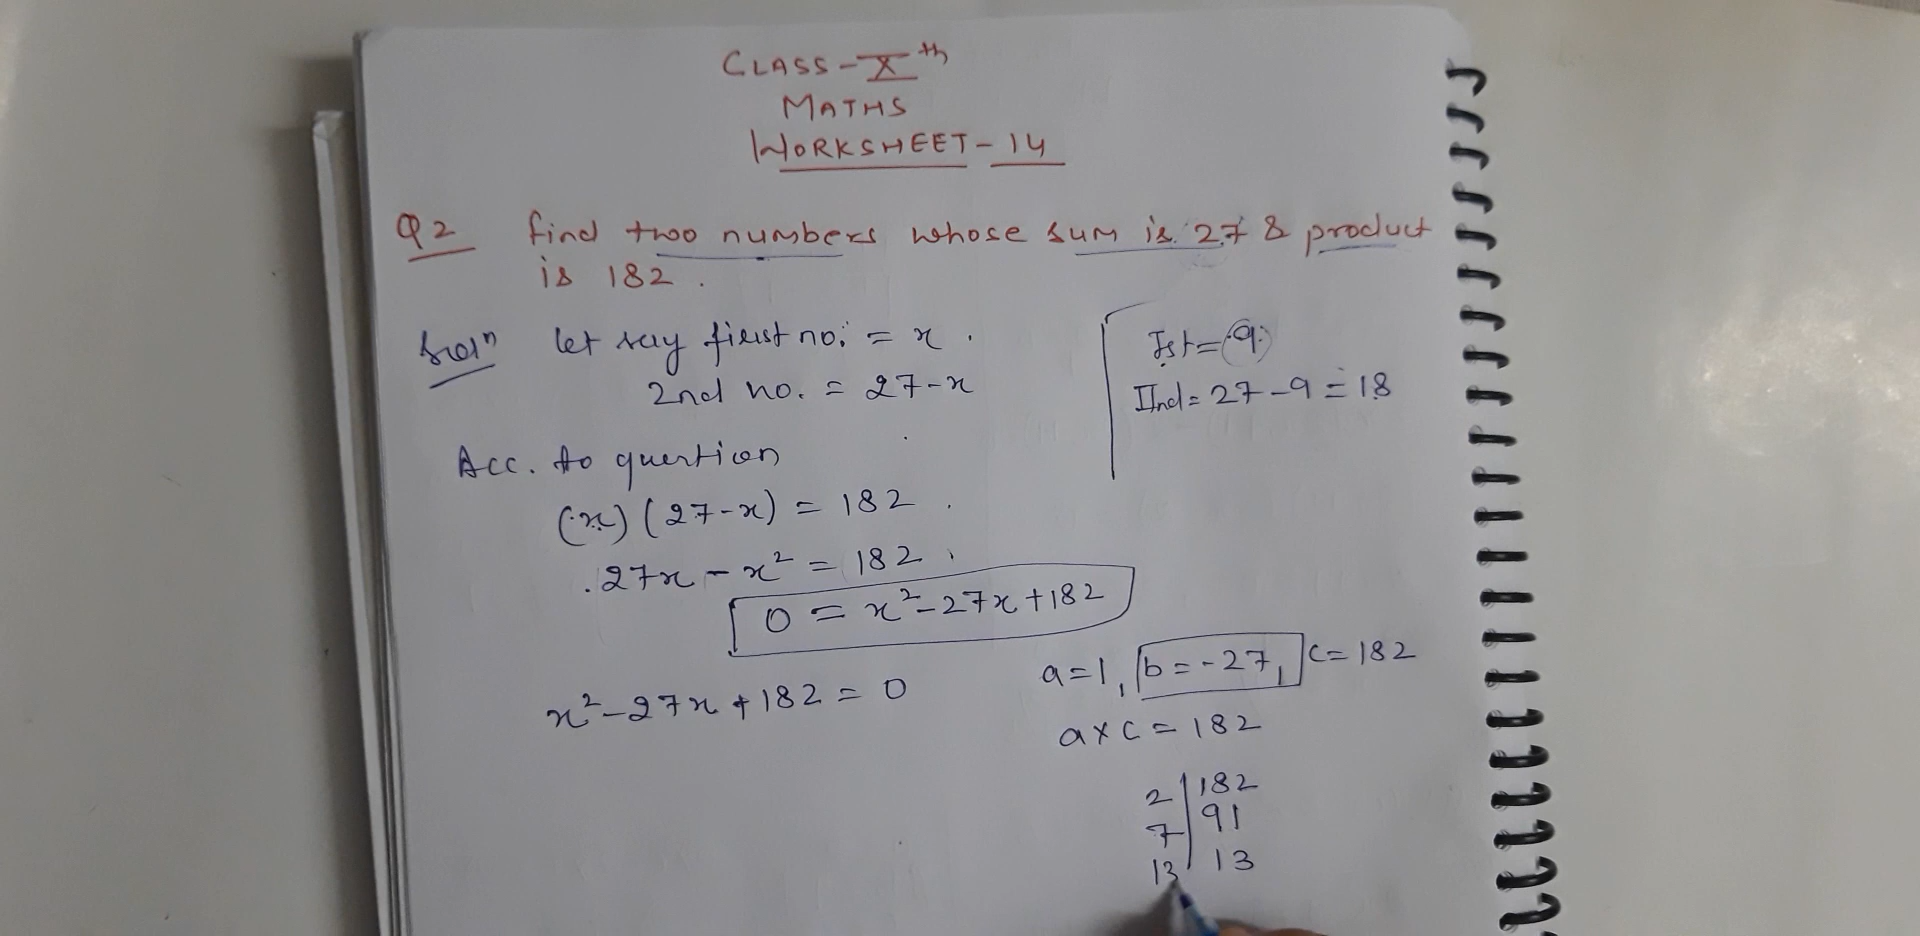 CLASS-Xth
MATHS
WORKSHEET-14
Q2 find two numbers whose sum is 27 & product
is 182.
Soln let say first no. = x.
2nd no. = 27-x
Ist = 9
IInd = 27-9 = 18
Acc. to question
(x) (27-x) = 182.
27x - x² = 182.
0 = x²-27x+182
x²-27x+182 = 0
a=1, b=-27, c=182
a×c = 182
2 | 182
7 | 91
13 | 13